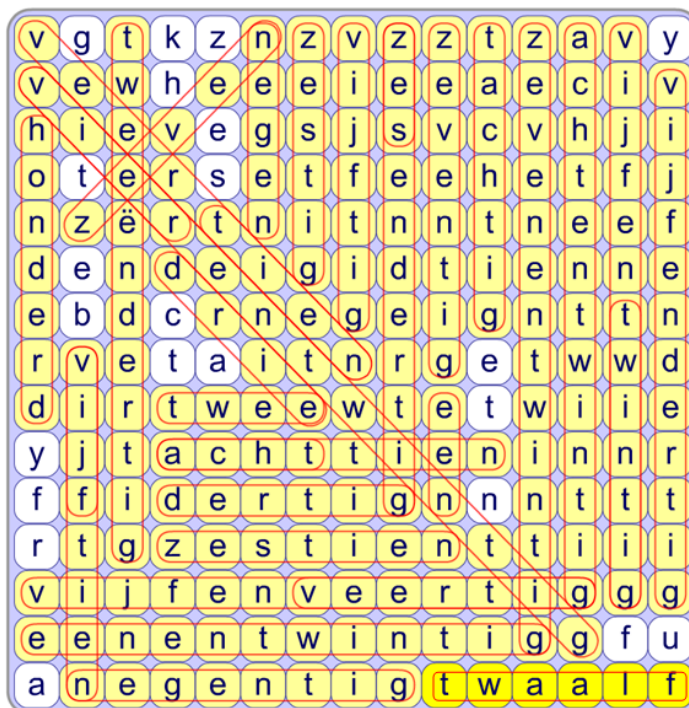 v g t k z n z v z z t z a v y
v e w h e e e i e e a e c i v
h i e v e g s j s v c v h j i
o t e r s e t f e e h e t f j
n z ë r t n i t n n t n e e f
d e n d e i g i d t i e n n e
e b d c r n e g e i g n t t n
r v e t a i t n r g e t w w d
d i r t w e e w t e t w i i e
y j t a c h t t i e n i n n r
f f i d e r t i g n n n t t t
r t g z e s t i e n t t i i i
v i j f e n v e e r t i g g g
e e n e n t w i n t i g g f u
a n e g e n t i g t w a a l f